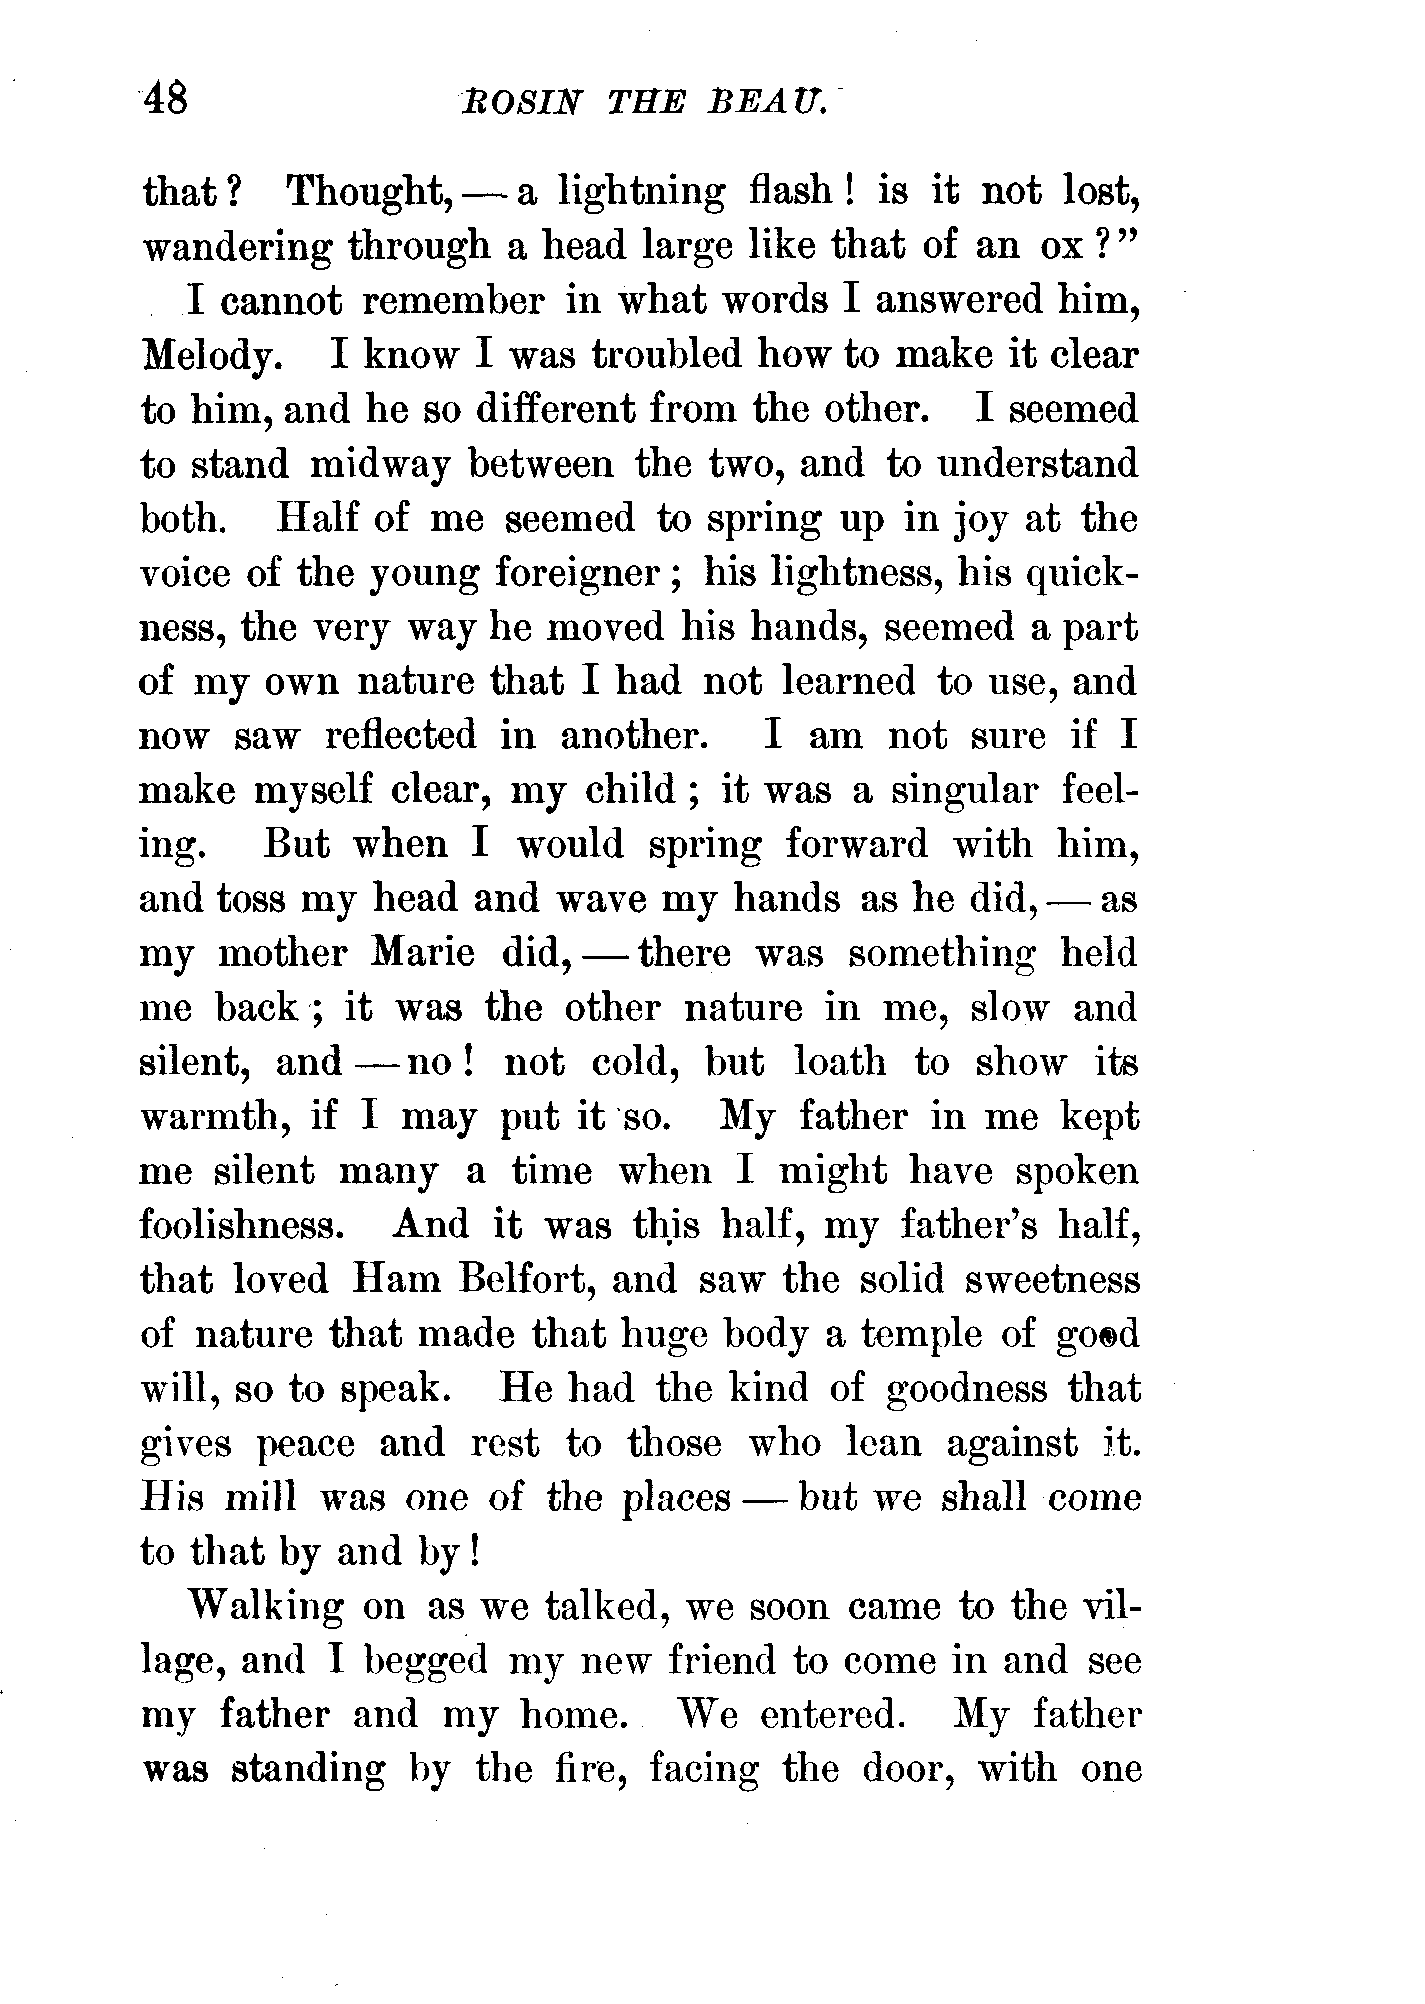 48 ROSIN THE BEAU.
that? Thought,—a lightning flash! is it not lost,
wandering through a head large like that of an ox?”
I cannot remember in what words I answered him,
Melody. I know I was troubled how to make it clear
to him, and he so different from the other. I seemed
to stand midway between the two, and to understand
both. Half of me seemed to spring up in joy at the
voice of the young foreigner; his lightness, his quick-
ness, the very way he moved his hands, seemed a part
of my own nature that I had not learned to use, and
now saw reflected in another. I am not sure if I
make myself clear, my child; it was a singular feel-
ing. But when I would spring forward with him,
and toss my head and wave my hands as he did,—as
my mother Marie did,—there was something held
me back; it was the other nature in me, slow and
silent, and—no! not cold, but loath to show its
warmth, if I may put it so. My father in me kept
me silent many a time when I might have spoken
foolishness. And it was this half, my father's half,
that loved Ham Belfort, and saw the solid sweetness
of nature that made that huge body a temple of good
will, so to speak. He had the kind of goodness that
gives peace and rest to those who lean against it.
His mill was one of the places—but we shall come
to that by and by!
Walking on as we talked, we soon came to the vil-
lage, and I begged my new friend to come in and see
my father and my home. We entered. My father
was standing by the fire, facing the door, with one